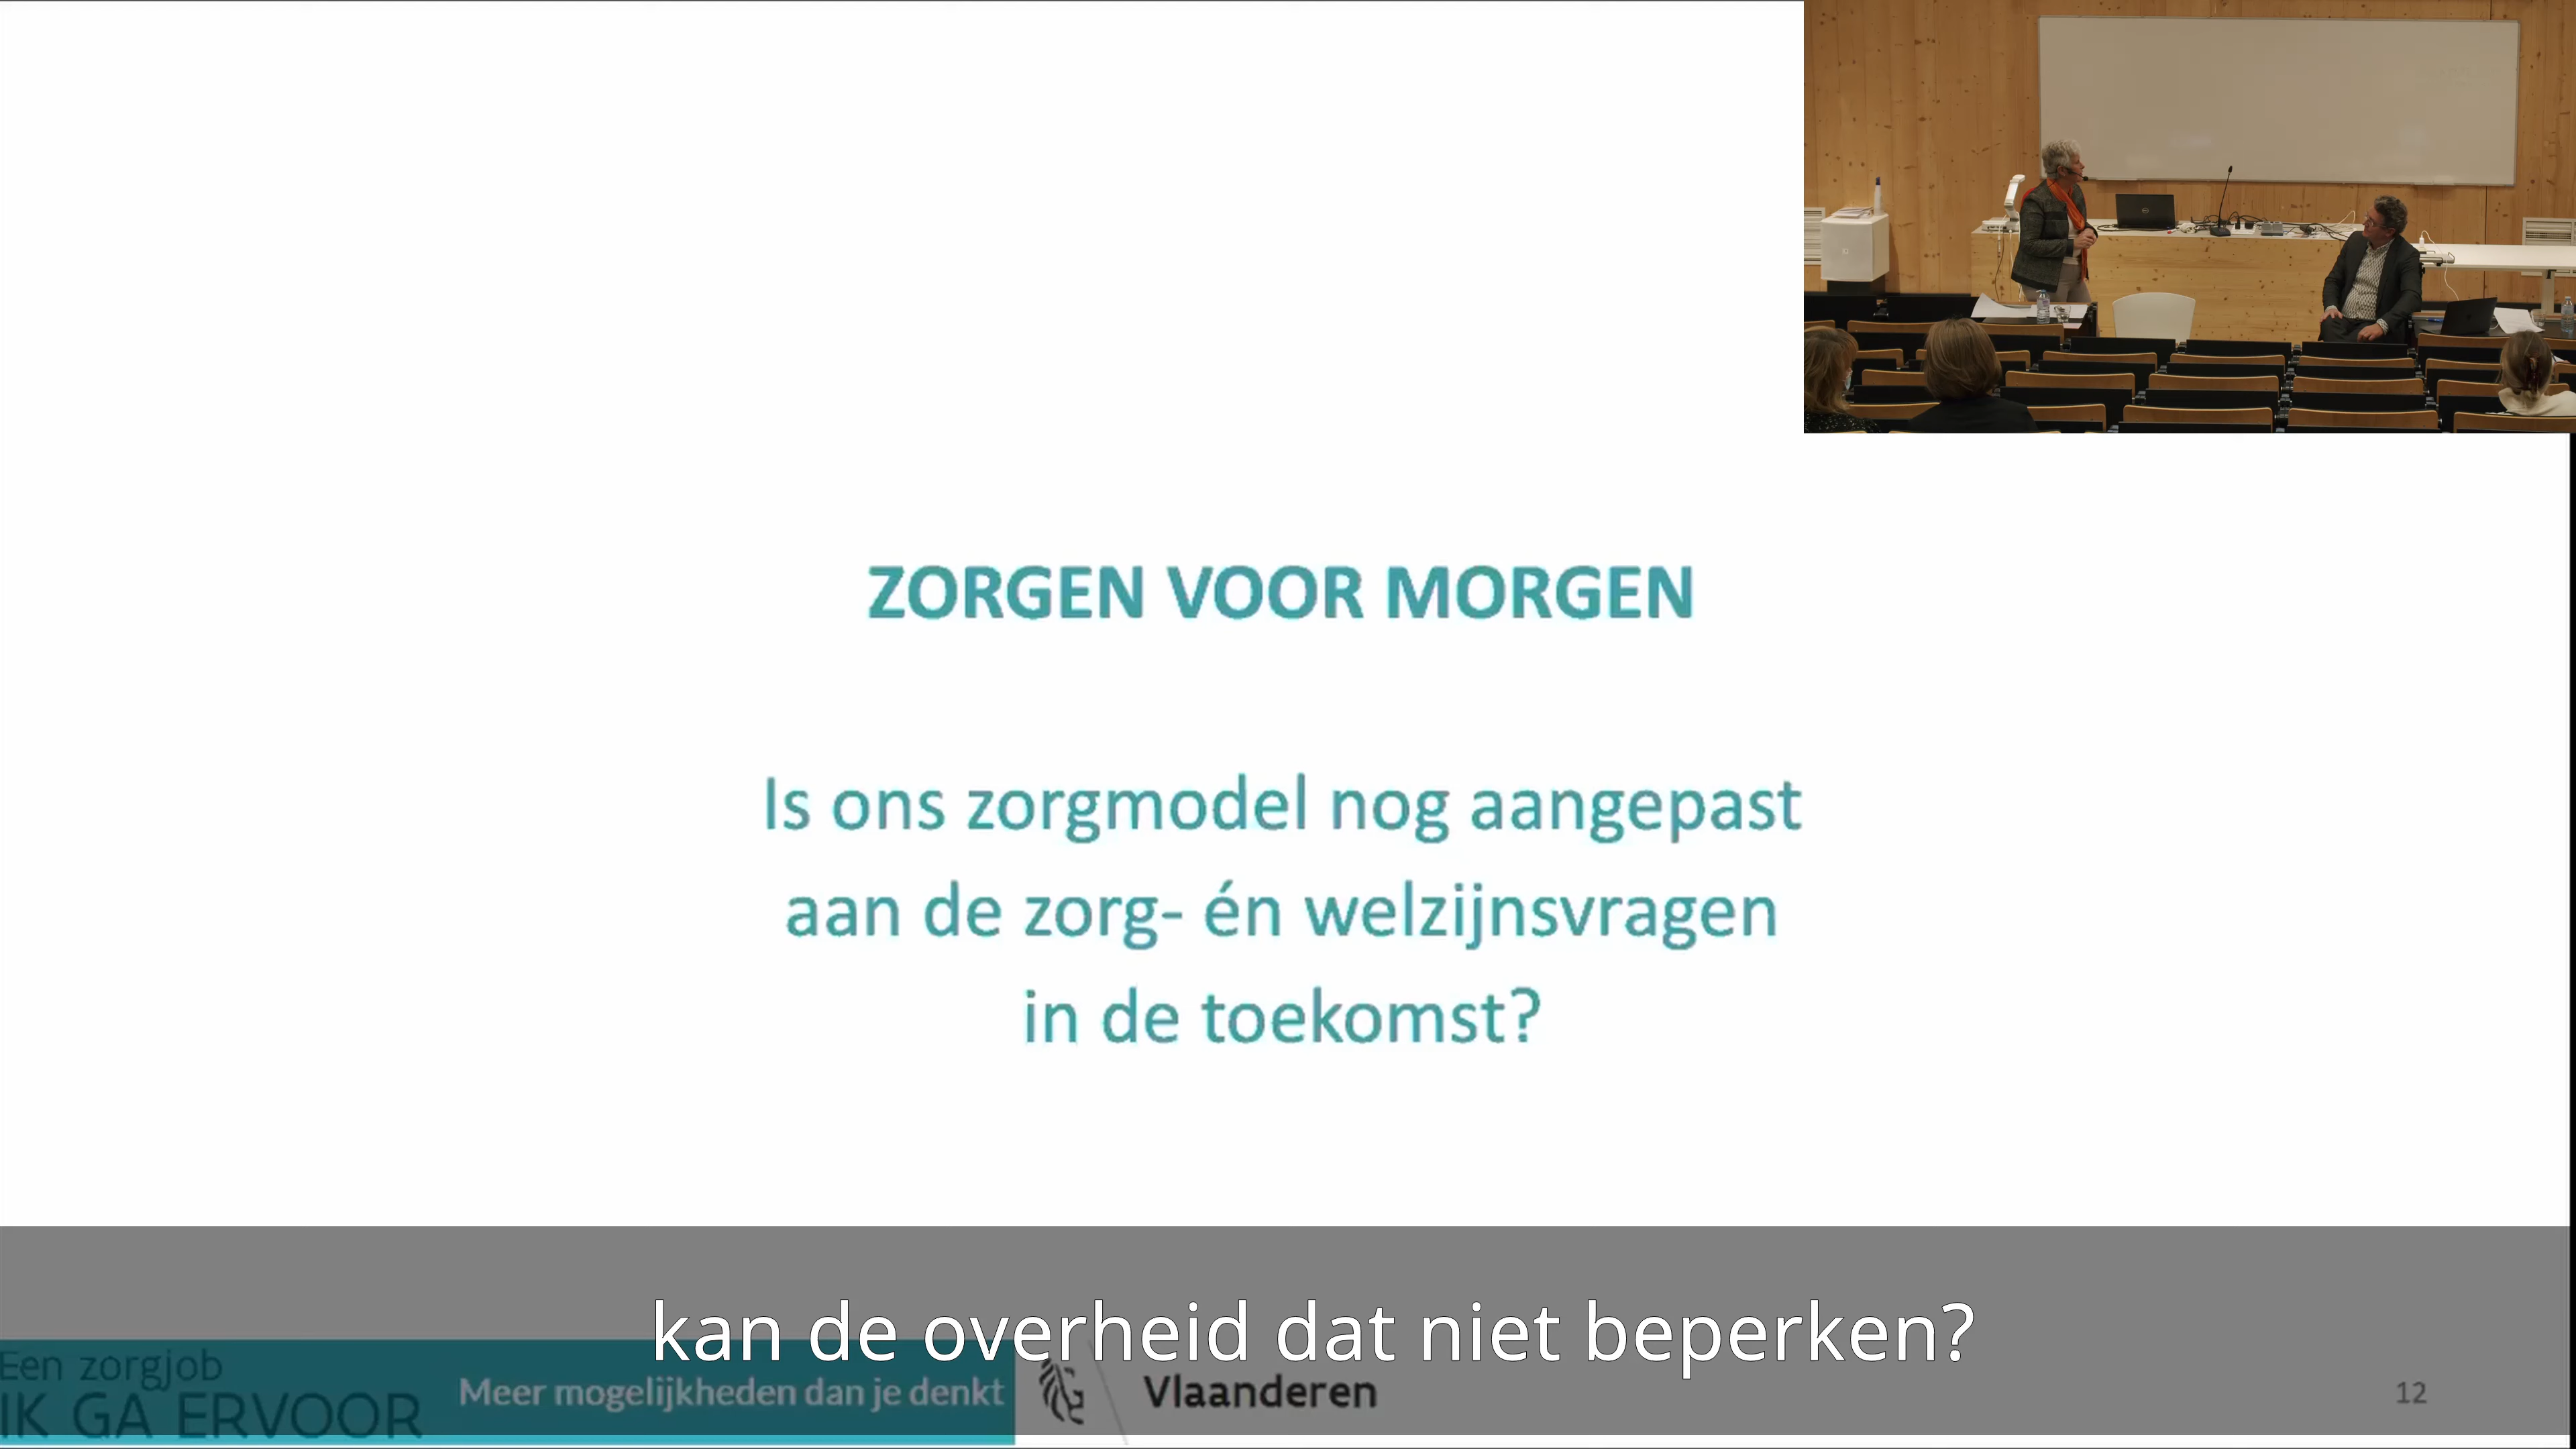 ZORGEN VOOR MORGEN
Is ons zorgmodel nog aangepast
aan de zorg- én welzijnsvragen
in de toekomst?
kan de overheid dat niet beperken?
Een zorgjob
IK GA ERVOOR
Meer mogelijkheden dan je denkt
Vlaanderen
12